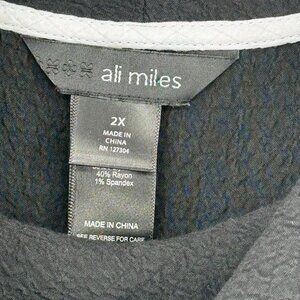 ali miles
2X
MADE IN
CHINA
RN 127304
40% Rayon
1% Spandex
MADE IN CHINA
SEE REVERSE FOR CARE